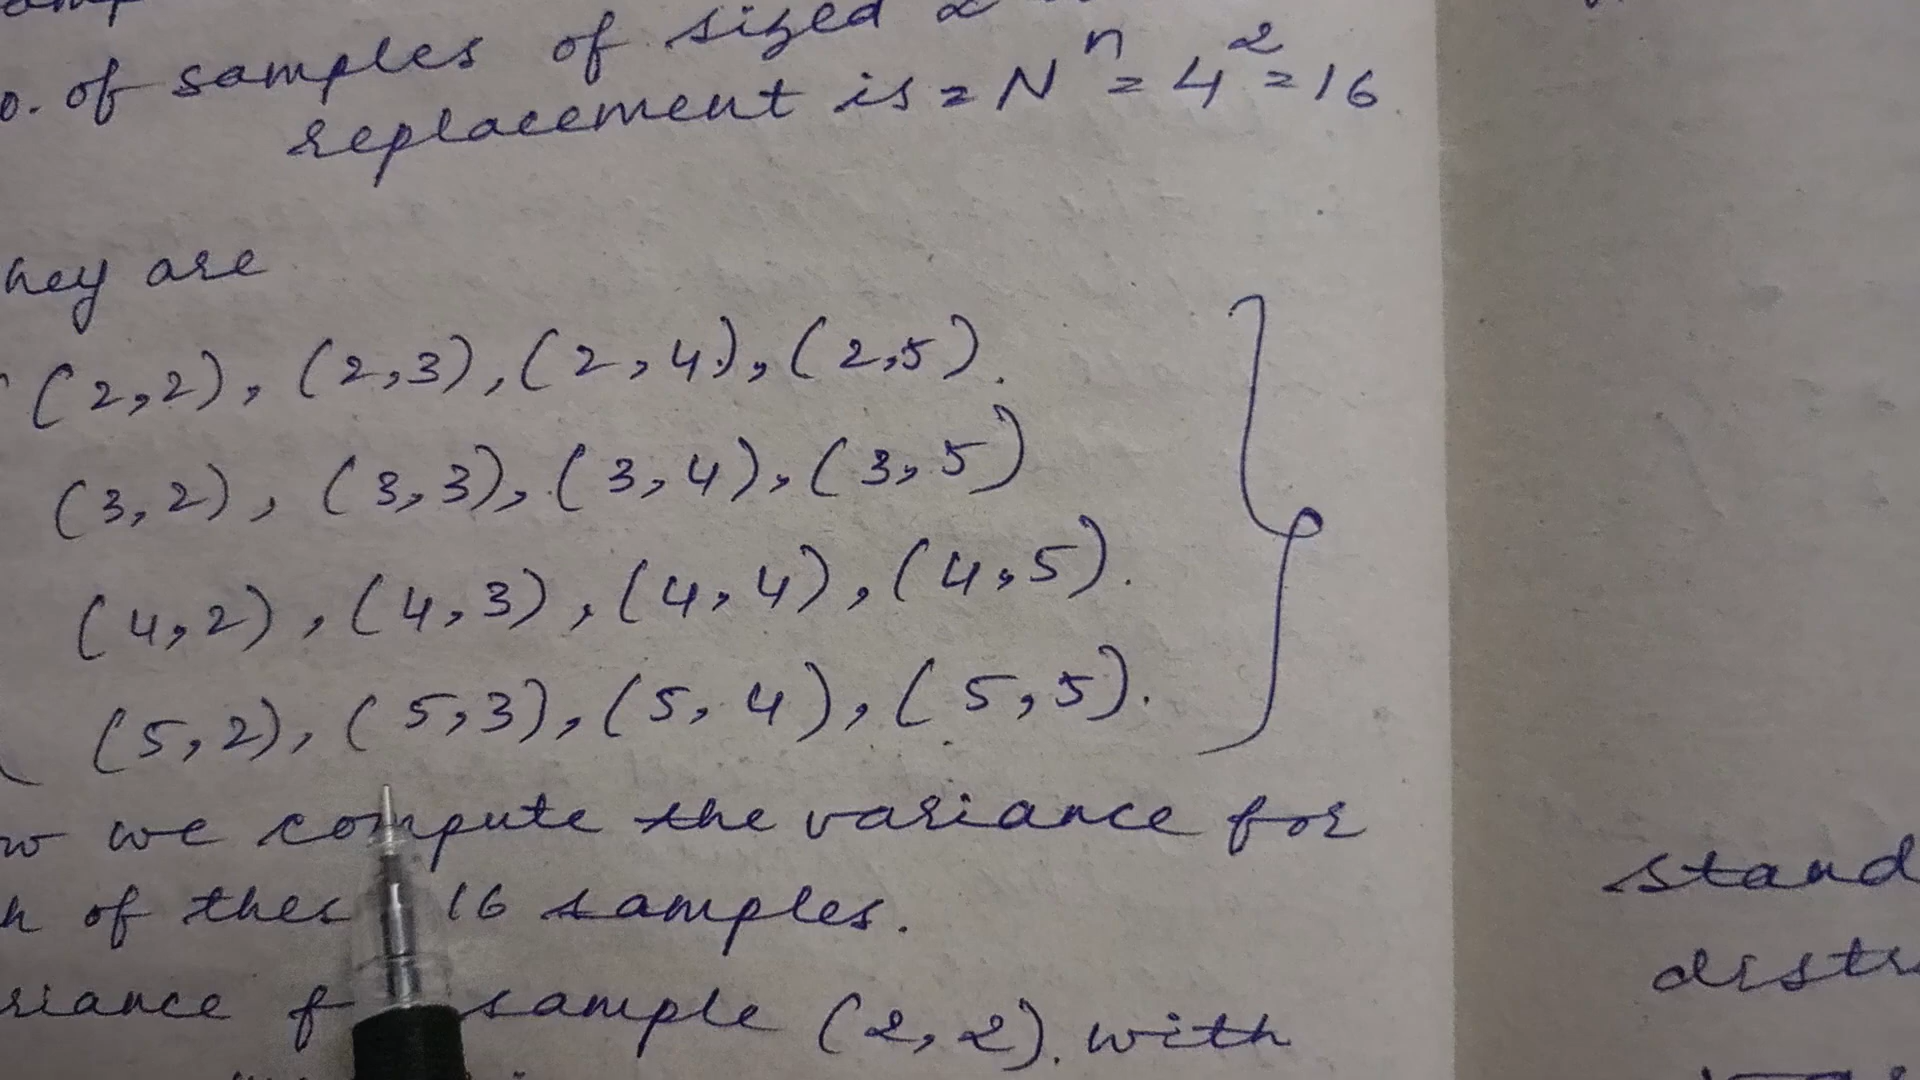 o. of samples of sized 2
replacement is = N^n = 4^2 = 16
hey are
(2,2), (2,3), (2,4), (2,5).
(3,2), (3,3), (3,4), (3,5)
(4,2), (4,3), (4,4), (4,5).
(5,2), (5,3), (5,4), (5,5).
w we compute the variance for
h of thes 16 samples.
riance f sample (2,2). with
stand
distr